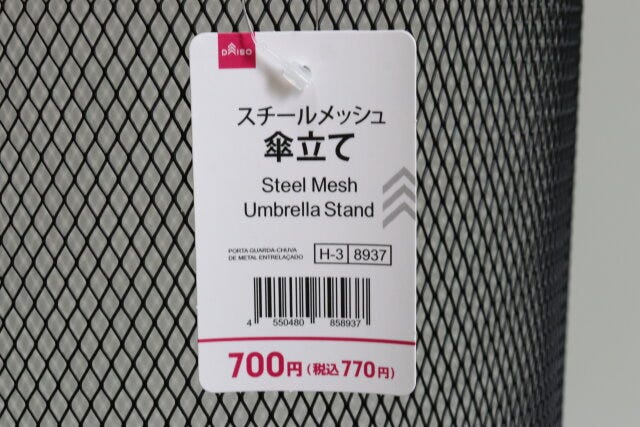 DAISO
スチールメッシュ
傘立て
Steel Mesh
Umbrella Stand
PORTA GUARDA-CHUVA
DE METAL ENTRELAÇADO
H-3 8937
4 550480 858937
700円(税込770円)